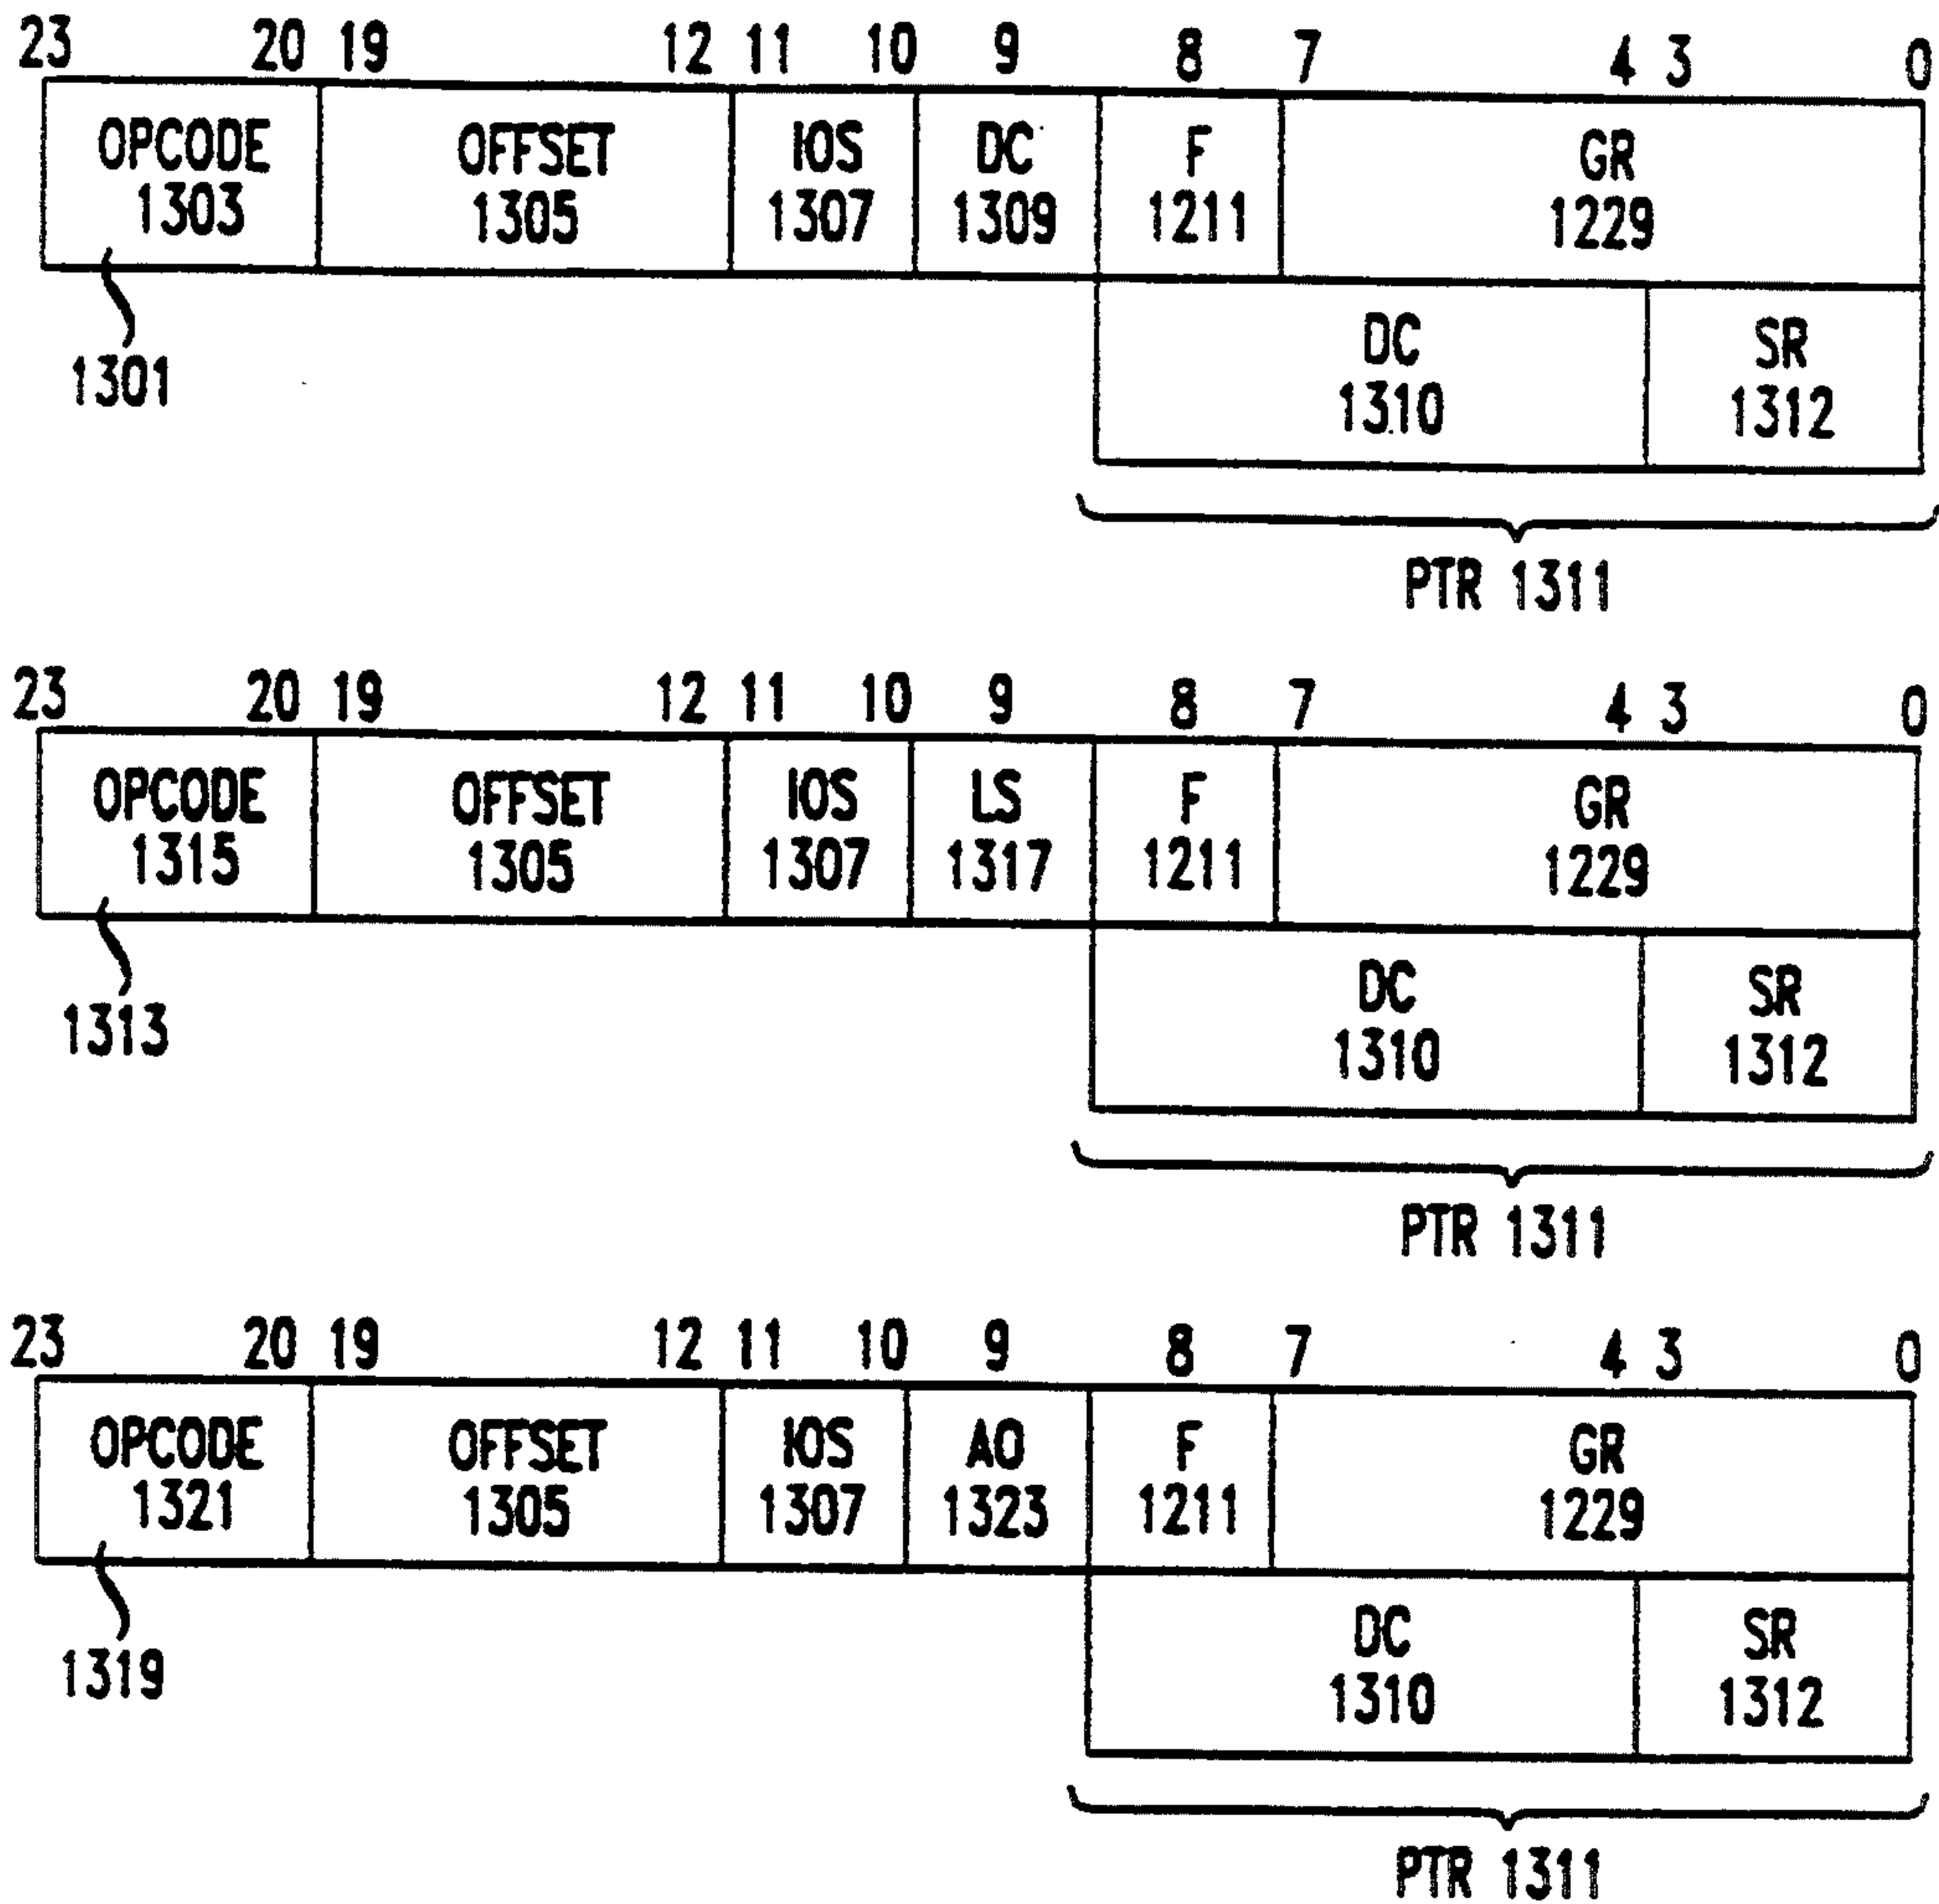 23 20 19 12 11 10 9 8 7 4 3 0
OPCODE OFFSET IOS DC F GR
1303 1305 1307 1309 1211 1229
DC SR
1310 1312
1301
PTR 1311
23 20 19 12 11 10 9 8 7 4 3 0
OPCODE OFFSET IOS LS F GR
1315 1305 1307 1317 1211 1229
DC SR
1310 1312
1313
PTR 1311
23 20 19 12 11 10 9 8 7 4 3 0
OPCODE OFFSET IOS AO F GR
1321 1305 1307 1323 1211 1229
DC SR
1310 1312
1319
PTR 1311